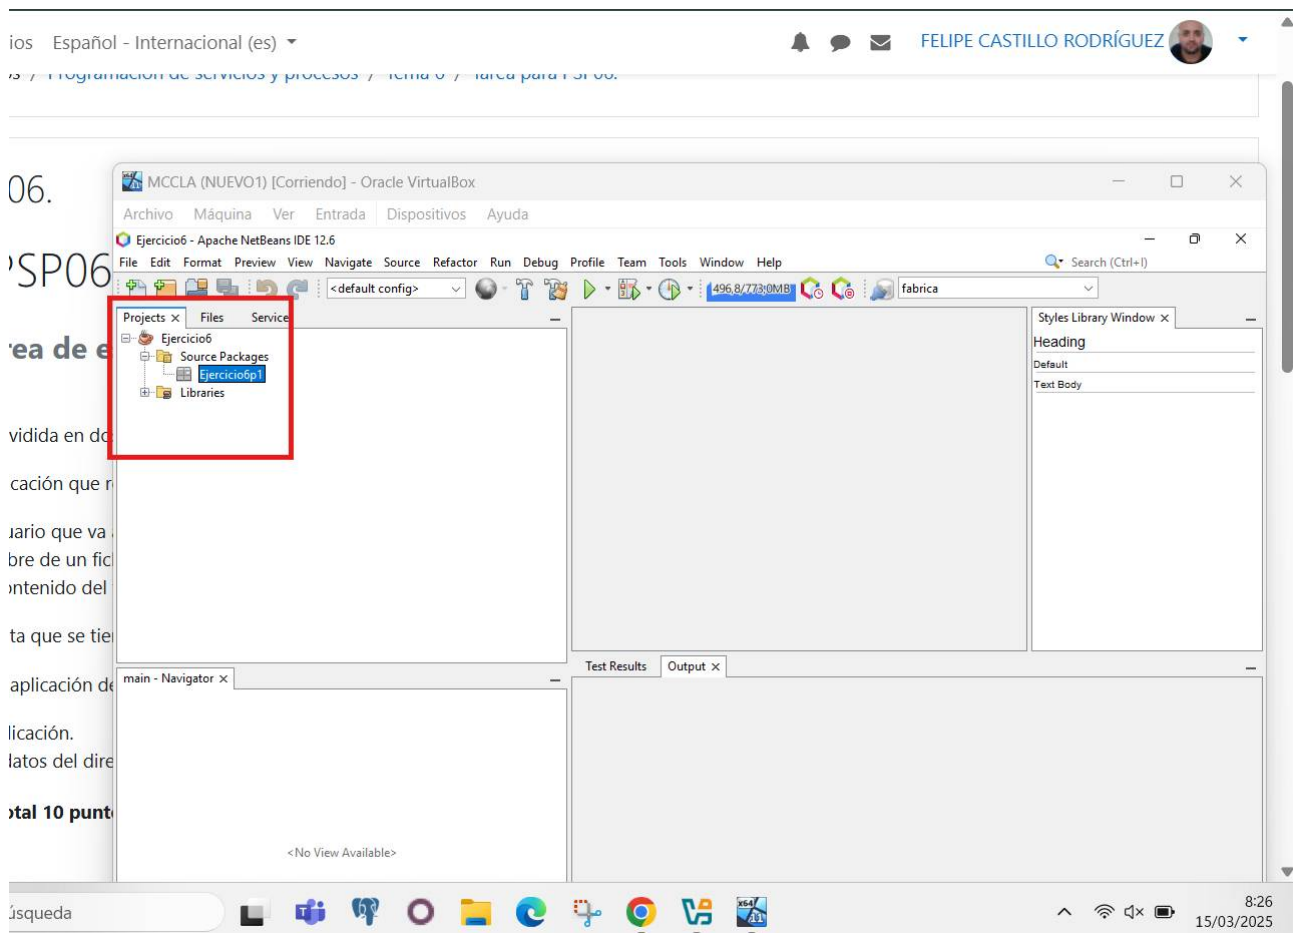 ios Español - Internacional (es)
FELIPE CASTILLO RODRÍGUEZ
/ Programación de servicios y procesos / Tema 6 / Tarea para PSP06.
06.
PSP06
rea de e
vidida en do
cación que r
uario que va
bre de un fic
ontenido del
ta que se tie
aplicación de
licación.
datos del dire
otal 10 punt
MCCLA (NUEVO1) [Corriendo] - Oracle VirtualBox
Archivo Máquina Ver Entrada Dispositivos Ayuda
Ejercicio6 - Apache NetBeans IDE 12.6
File Edit Format Preview View Navigate Source Refactor Run Debug Profile Team Tools Window Help
Search (Ctrl+I)
<default config>
496,8/773,0MB
fabrica
Projects Files Service
Ejercicio6
Source Packages
Ejercicio6p1
Libraries
Styles Library Window
Heading
Default
Text Body
Test Results Output
main - Navigator
<No View Available>
úsqueda
8:26
15/03/2025